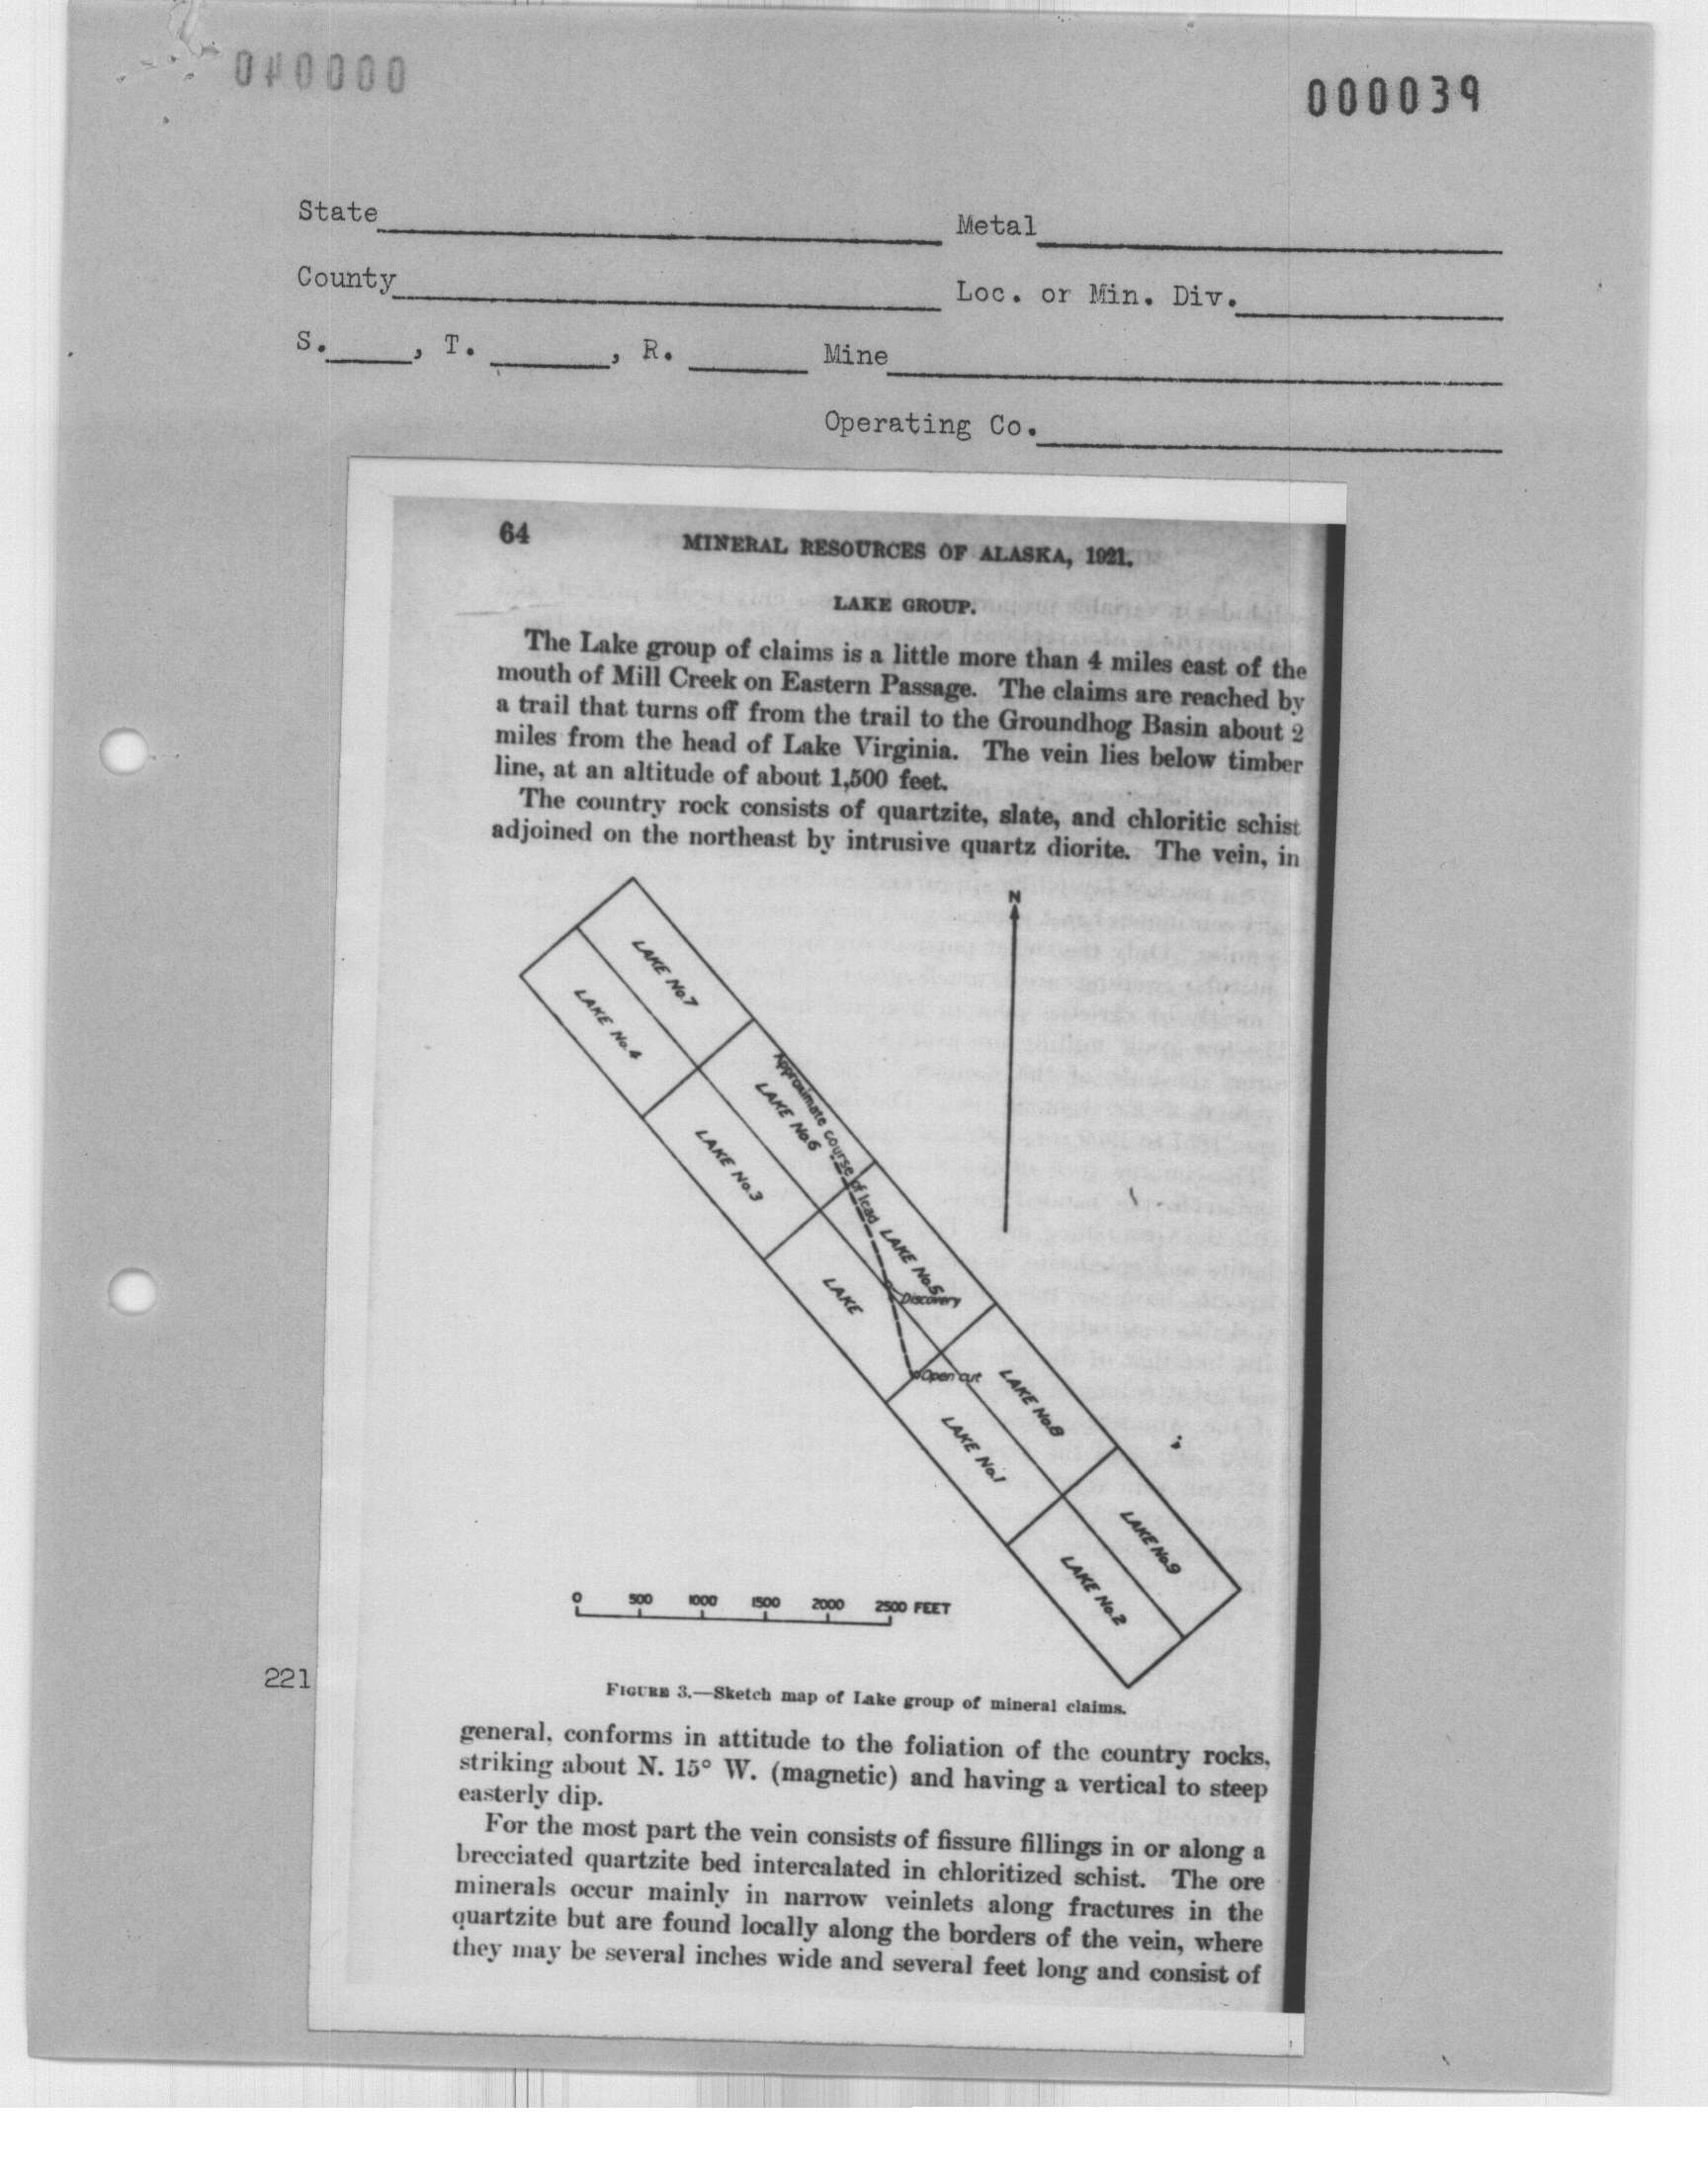 040000
000039
State
Metal
County
Loc. or Min. Div.
S. , T. , R. Mine
Operating Co.
64 MINERAL RESOURCES OF ALASKA, 1921.
LAKE GROUP.
The Lake group of claims is a little more than 4 miles east of the
mouth of Mill Creek on Eastern Passage. The claims are reached by
a trail that turns off from the trail to the Groundhog Basin about 2
miles from the head of Lake Virginia. The vein lies below timber
line, at an altitude of about 1,500 feet.
The country rock consists of quartzite, slate, and chloritic schist
adjoined on the northeast by intrusive quartz diorite. The vein, in
N
LAKE No.7
LAKE No.4
Approximate course of lead
LAKE No.6
LAKE No.3
LAKE No.5
Discovery
LAKE
Open cut
LAKE No.8
LAKE No.1
LAKE No.9
LAKE No.2
0 500 1000 1500 2000 2500 FEET
221
FIGURE 3.—Sketch map of Lake group of mineral claims.
general, conforms in attitude to the foliation of the country rocks,
striking about N. 15° W. (magnetic) and having a vertical to steep
easterly dip.
For the most part the vein consists of fissure fillings in or along a
brecciated quartzite bed intercalated in chloritized schist. The ore
minerals occur mainly in narrow veinlets along fractures in the
quartzite but are found locally along the borders of the vein, where
they may be several inches wide and several feet long and consist of